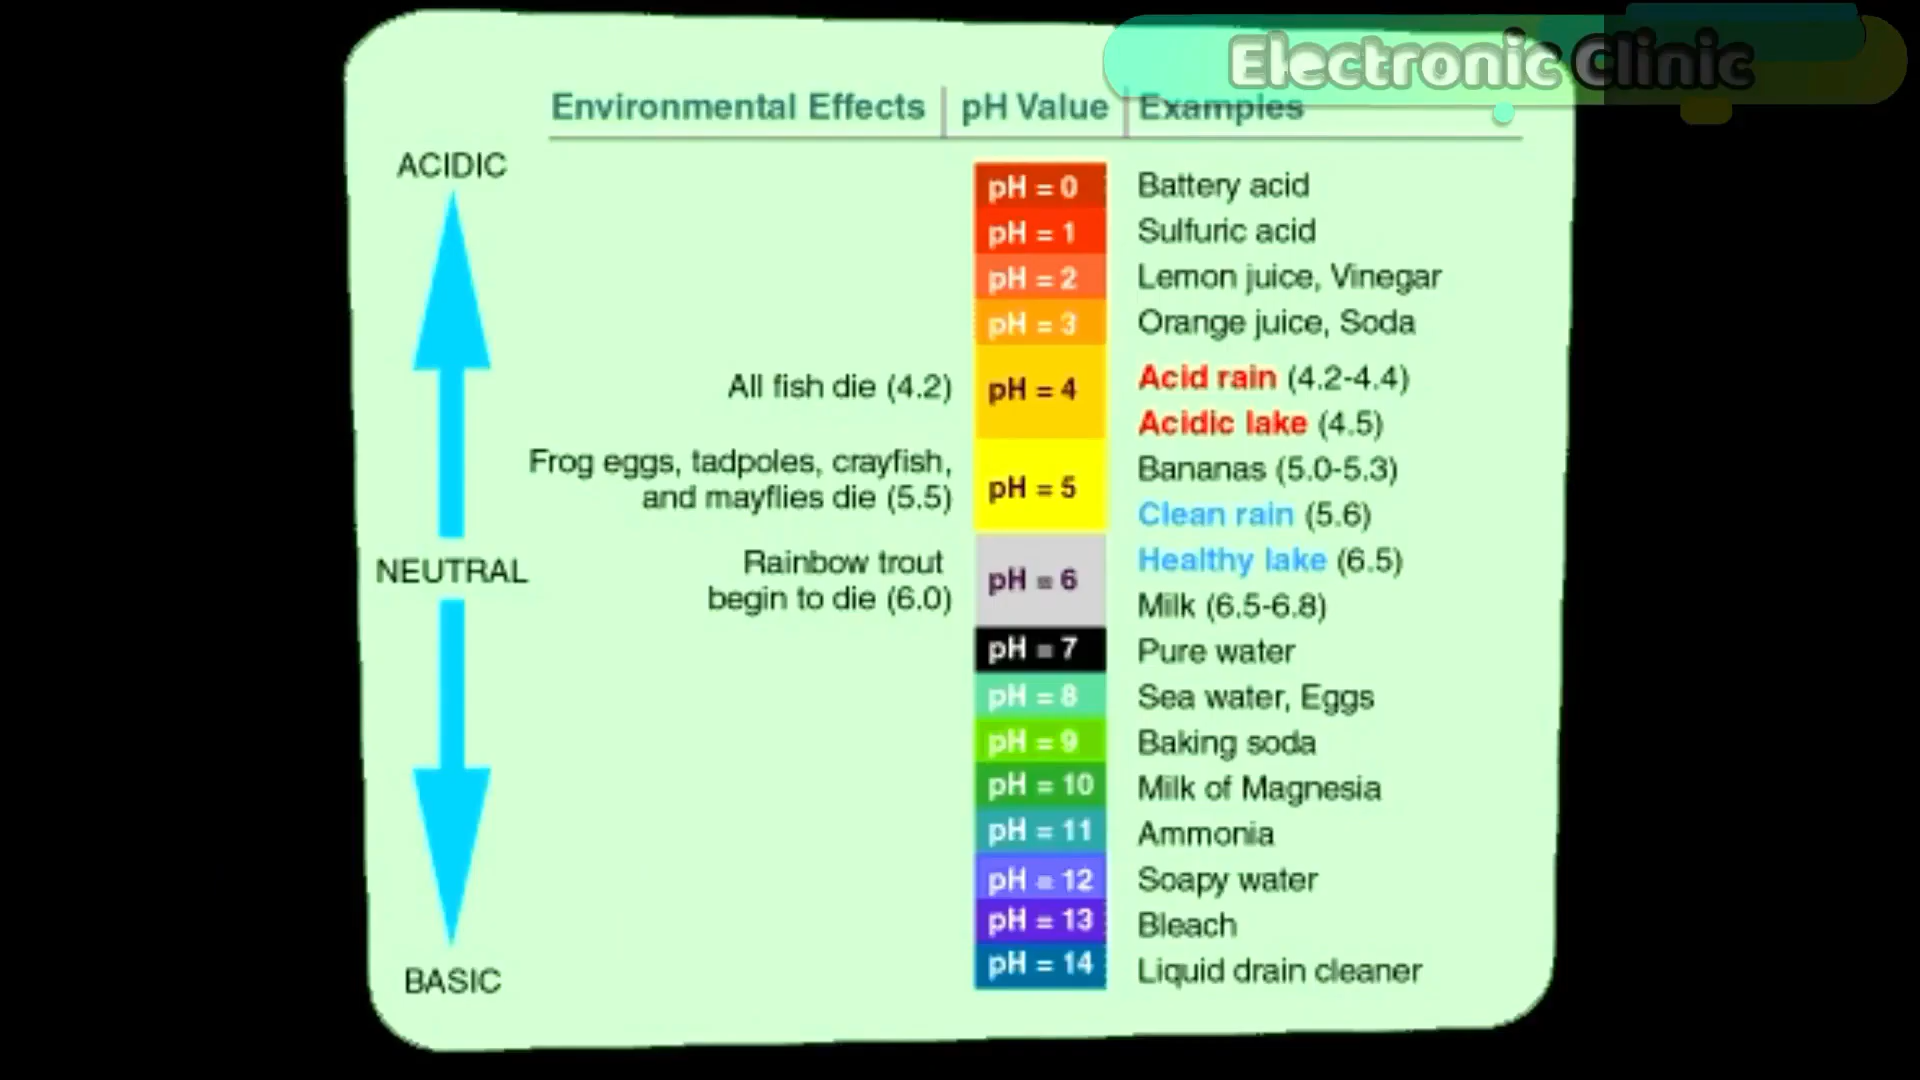 Electronic Clinic
Environmental Effects pH Value Examples
ACIDIC
pH = 0 Battery acid
pH = 1 Sulfuric acid
pH = 2 Lemon juice, Vinegar
pH = 3 Orange juice, Soda
All fish die (4.2) pH = 4 Acid rain (4.2-4.4)
Acidic lake (4.5)
Frog eggs, tadpoles, crayfish,
and mayflies die (5.5) pH = 5 Bananas (5.0-5.3)
Clean rain (5.6)
NEUTRAL
Rainbow trout
begin to die (6.0) pH = 6 Healthy lake (6.5)
Milk (6.5-6.8)
pH = 7 Pure water
pH = 8 Sea water, Eggs
pH = 9 Baking soda
pH = 10 Milk of Magnesia
pH = 11 Ammonia
pH = 12 Soapy water
pH = 13 Bleach
pH = 14 Liquid drain cleaner
BASIC